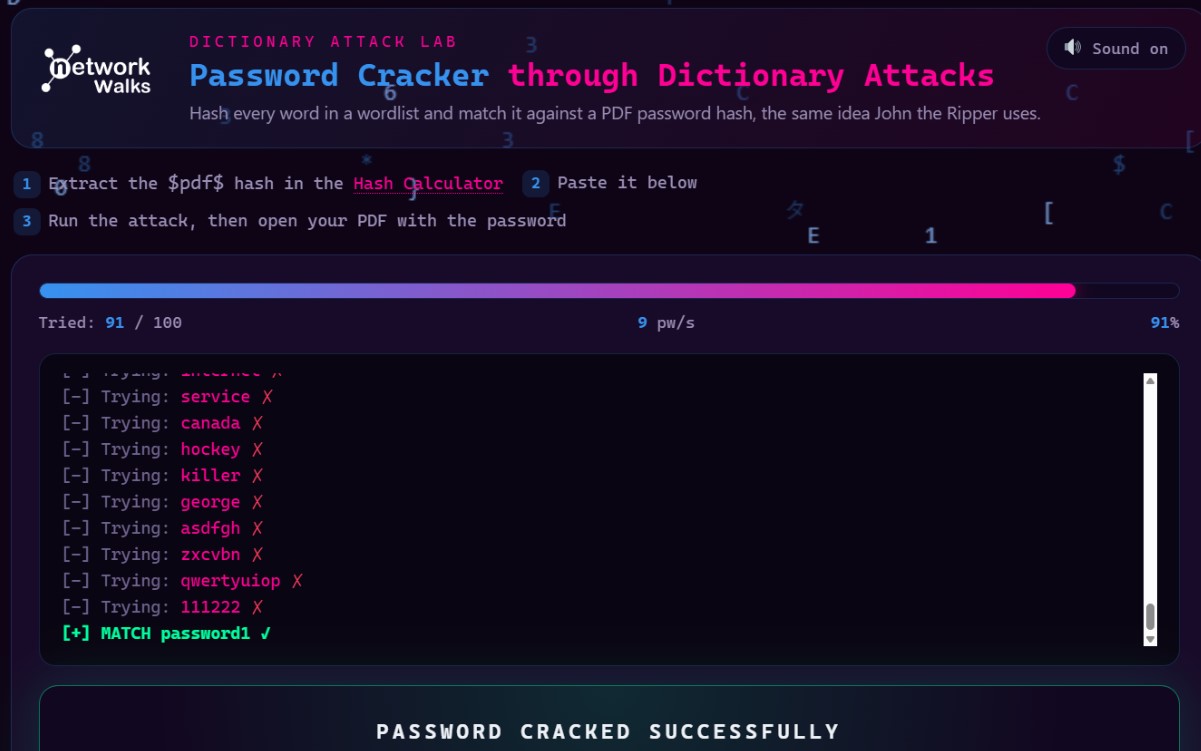 DICTIONARY ATTACK LAB
network
Walks
Password Cracker through Dictionary Attacks
Sound on
Hash every word in a wordlist and match it against a PDF password hash, the same idea John the Ripper uses.
1 Extract the $pdf$ hash in the Hash Calculator 2 Paste it below
3 Run the attack, then open your PDF with the password
Tried: 91 / 100 9 pw/s 91%
[-] Trying: internet ✗
[-] Trying: service ✗
[-] Trying: canada ✗
[-] Trying: hockey ✗
[-] Trying: killer ✗
[-] Trying: george ✗
[-] Trying: asdfgh ✗
[-] Trying: zxcvbn ✗
[-] Trying: qwertyuiop ✗
[-] Trying: 111222 ✗
[+] MATCH password1 ✓
PASSWORD CRACKED SUCCESSFULLY